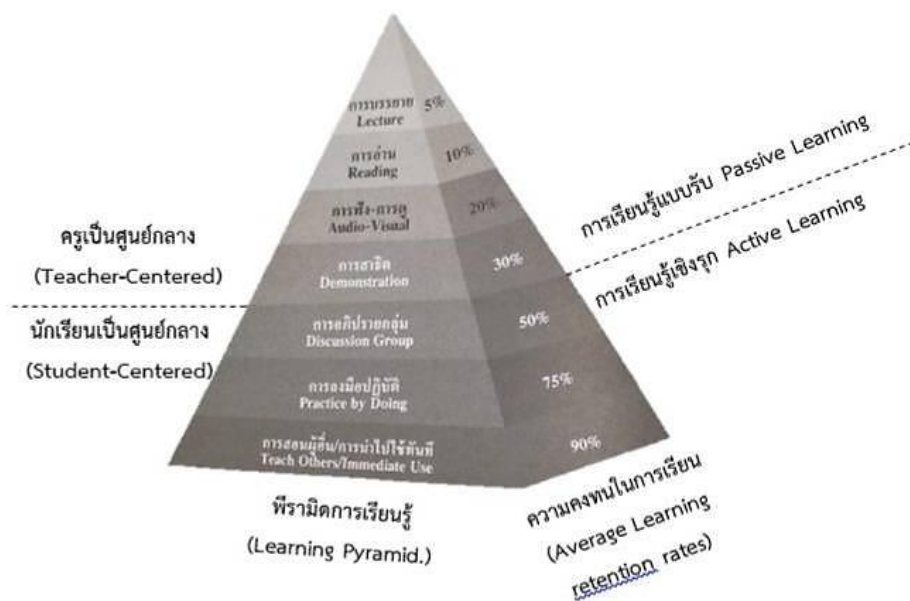 การบรรยาย 5%
Lecture
การอ่าน 10%
Reading
การฟัง-การดู 20%
Audio-Visual
การสาธิต 30%
Demonstration
การอภิปรายกลุ่ม 50%
Discussion Group
การลงมือปฏิบัติ 75%
Practice by Doing
การสอนผู้อื่น/การนำไปใช้ทันที 90%
Teach Others/Immediate Use
ครูเป็นศูนย์กลาง
(Teacher-Centered)
นักเรียนเป็นศูนย์กลาง
(Student-Centered)
การเรียนรู้แบบรับ Passive Learning
การเรียนรู้เชิงรุก Active Learning
พีรามิดการเรียนรู้
(Learning Pyramid.)
ความคงทนในการเรียน
(Average Learning
retention rates)